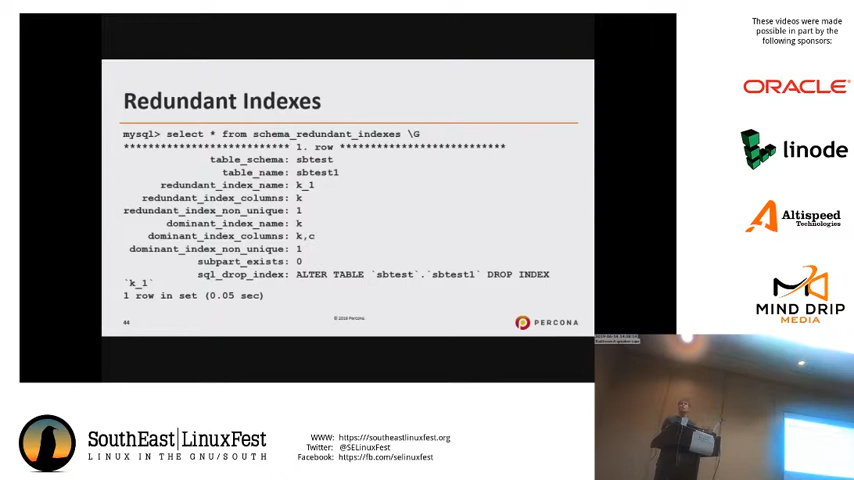 These videos were made
possible in part by the
following sponsors:
ORACLE
linode
Altispeed
Technologies
MIND DRIP
MEDIA
Redundant Indexes
mysql> select * from schema_redundant_indexes \G
*************************** 1. row ***************************
table_schema: sbtest
table_name: sbtest1
redundant_index_name: k_1
redundant_index_columns: k
redundant_index_non_unique: 1
dominant_index_name: k
dominant_index_columns: k,c
dominant_index_non_unique: 1
subpart_exists: 0
sql_drop_index: ALTER TABLE `sbtest`.`sbtest1` DROP INDEX
`k_1`
1 row in set (0.05 sec)
44
PERCONA
SouthEast|LinuxFest
LINUX IN THE GNU/SOUTH
WWW: https://southeastlinuxfest.org
Twitter: @SELinuxFest
Facebook: https://fb.com/selinuxfest